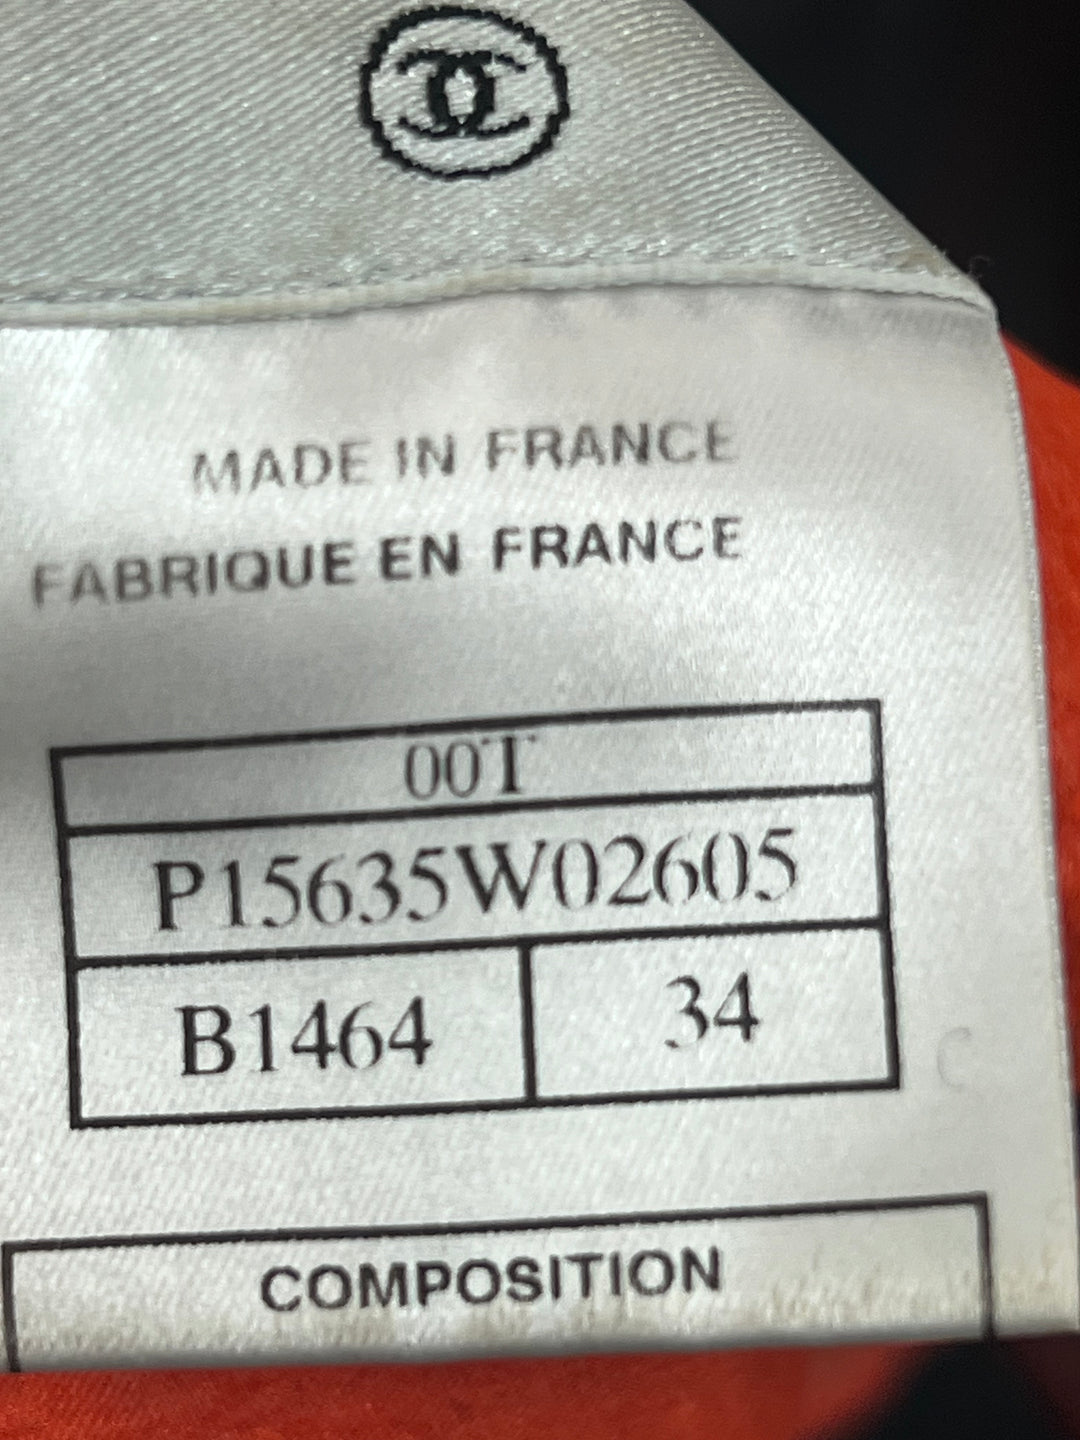 MADE IN FRANCE
FABRIQUE EN FRANCE
00T
P15635W02605
B1464 34
COMPOSITION